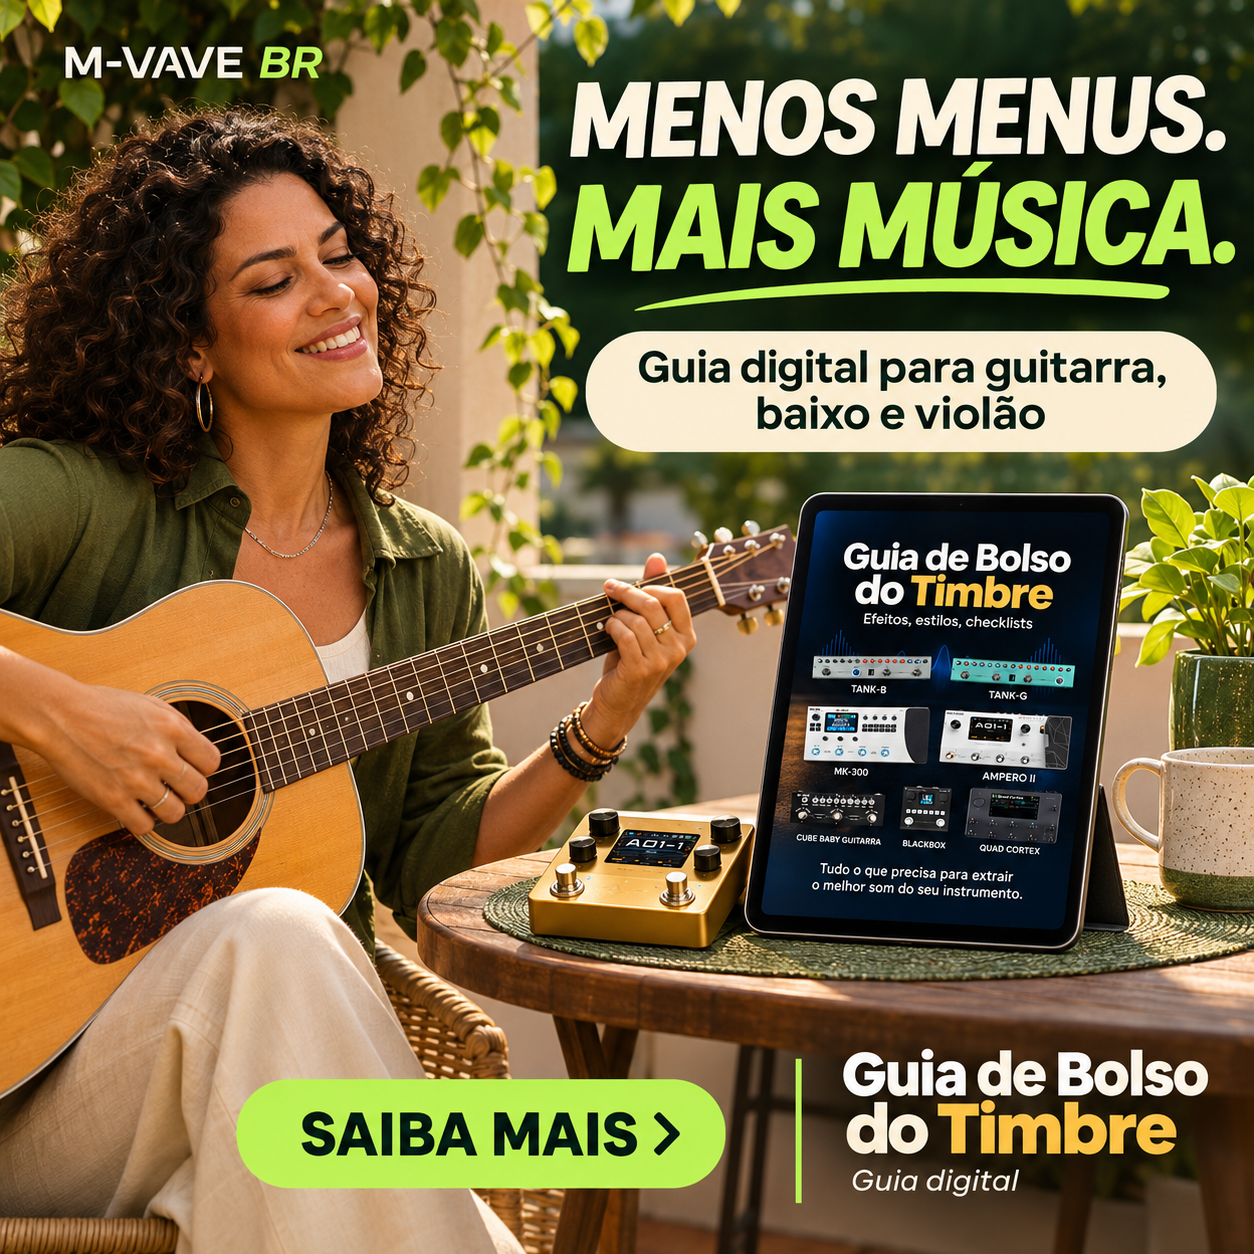 M-VAVE BR
MENOS MENUS.
MAIS MÚSICA.
Guia digital para guitarra,
baixo e violão
Guia de Bolso
do Timbre
Efeitos, estilos, checklists
TANK-B
TANK-G
MK-300
AMPERO II
CUBE BABY GUITARRA
BLACKBOX
QUAD CORTEX
Tudo o que precisa para extrair
o melhor som do seu instrumento.
A01-1
SAIBA MAIS >
Guia de Bolso
do Timbre
Guia digital